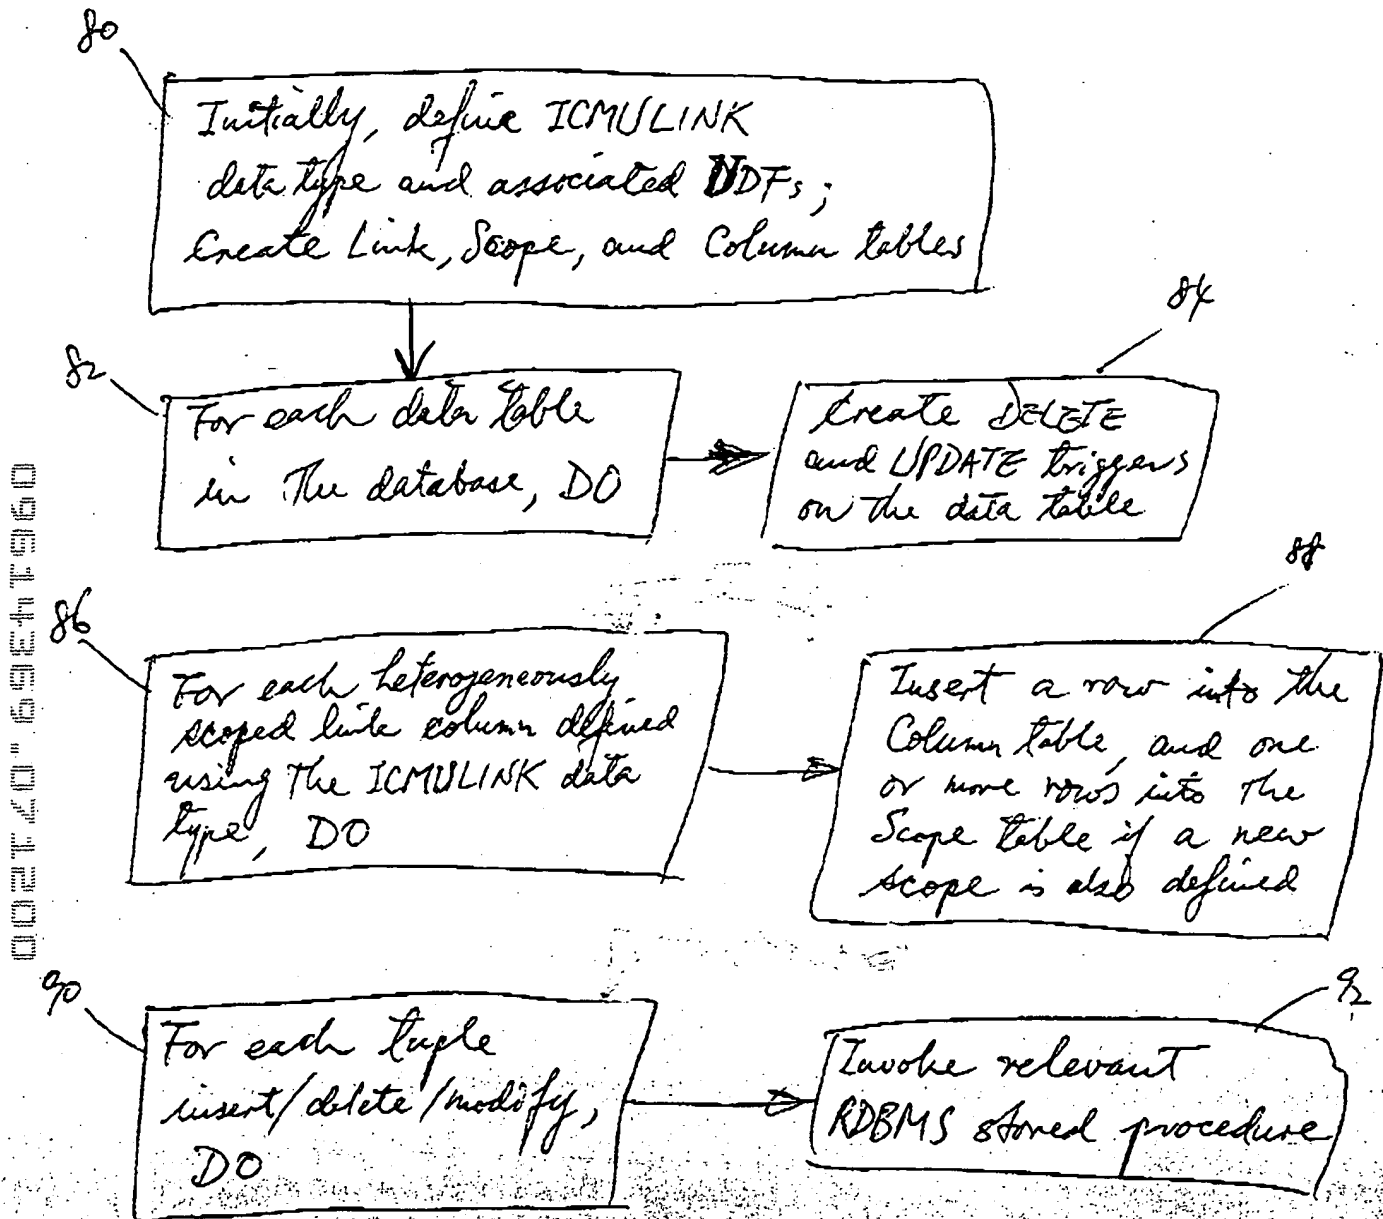 80
Initially, define ICMULINK
data type and associated UDFs;
Create Link, Scope, and Column tables
82
For each data table
in the database, DO
84
Create DELETE
and UPDATE triggers
on the data table
86
For each heterogeneously
scoped link column defined
using the ICMULINK data
type, DO
88
Insert a row into the
Column table, and one
or more rows into the
Scope table if a new
scope is also defined
90
For each tuple
insert/delete/modify,
DO
92
Invoke relevant
RDBMS stored procedure
09614369.071200